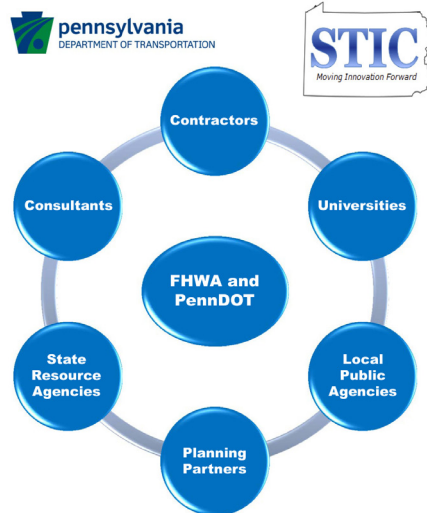 pennsylvania
DEPARTMENT OF TRANSPORTATION
STIC
Moving Innovation Forward
Contractors
Consultants
Universities
FHWA and
PennDOT
State
Resource
Agencies
Local
Public
Agencies
Planning
Partners